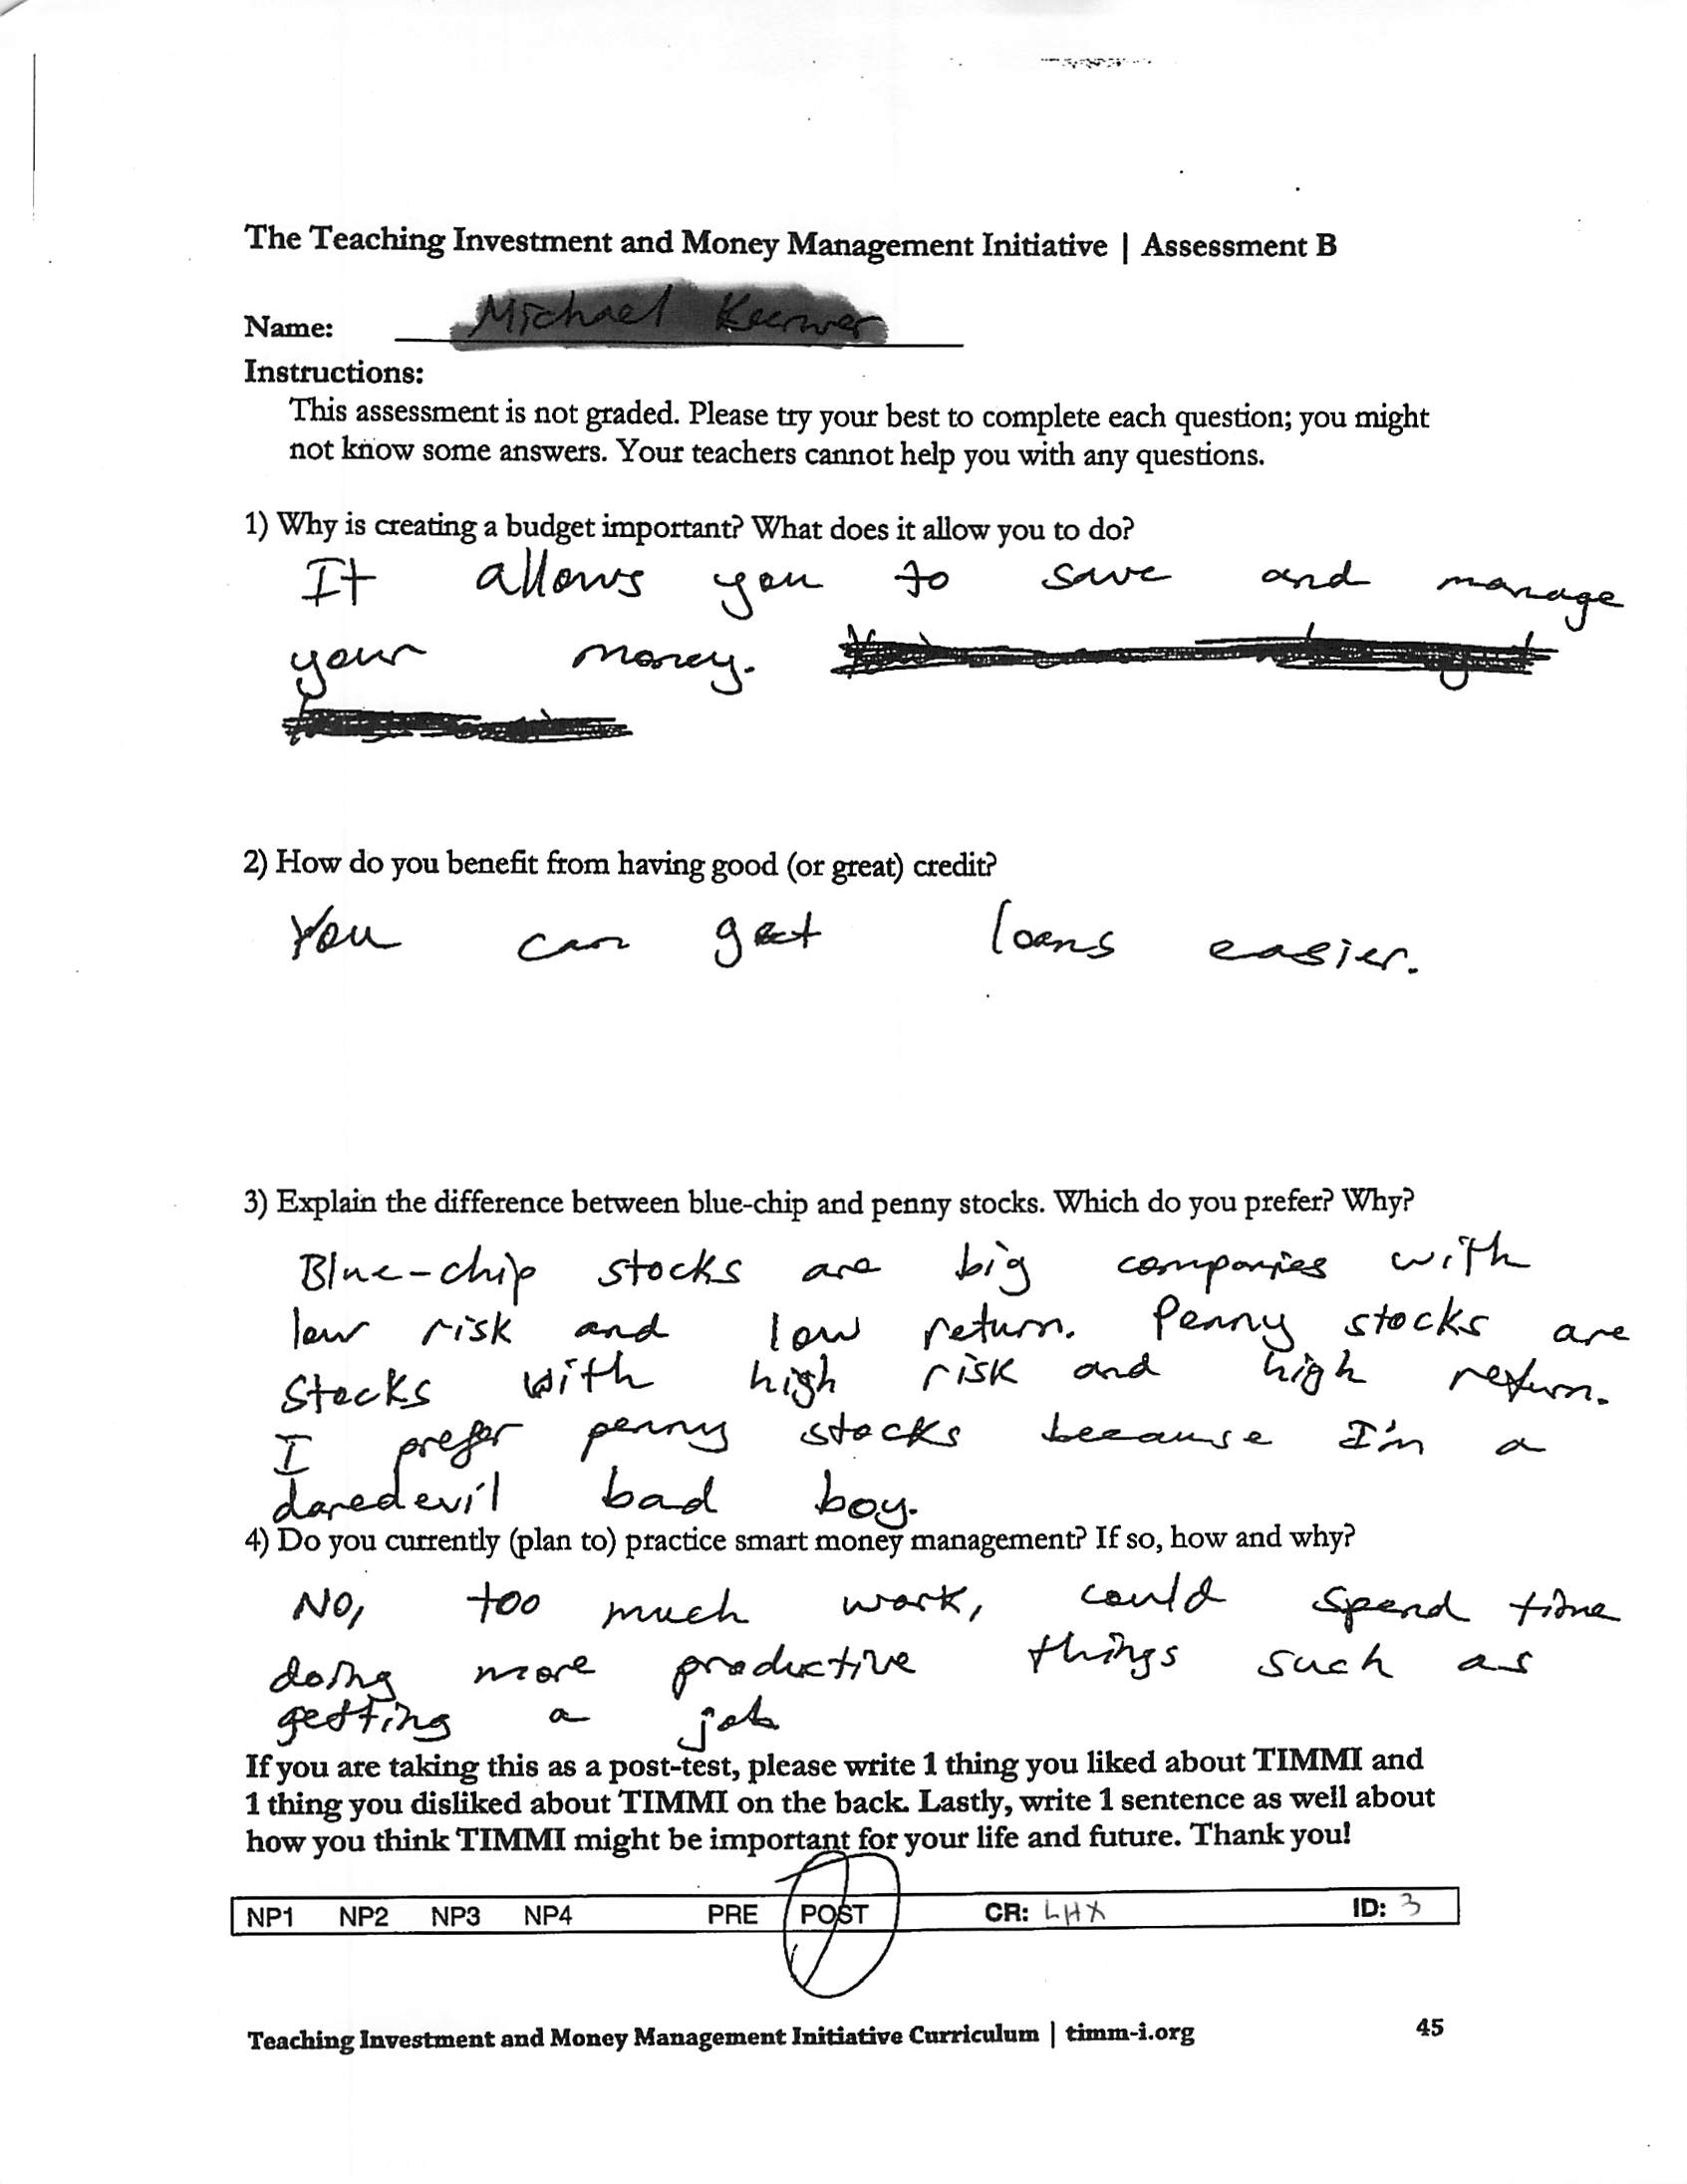 The Teaching Investment and Money Management Initiative | Assessment B
Name:
Instructions:
This assessment is not graded. Please try your best to complete each question; you might
not know some answers. Your teachers cannot help you with any questions.
1) Why is creating a budget important? What does it allow you to do?
It allows you to save and manage
your money.
2) How do you benefit from having good (or great) credit?
You can get loans easier.
3) Explain the difference between blue-chip and penny stocks. Which do you prefer? Why?
Blue-chip stocks are big companies with
low risk and low return. Penny stocks are
stocks with high risk and high return.
I prefer penny stocks because I'm a
daredevil bad boy.
4) Do you currently (plan to) practice smart money management? If so, how and why?
No, too much work, could spend time
doing more productive things such as
getting a job
If you are taking this as a post-test, please write 1 thing you liked about TIMMI and
1 thing you disliked about TIMMI on the back. Lastly, write 1 sentence as well about
how you think TIMMI might be important for your life and future. Thank you!
NP1 NP2 NP3 NP4 PRE POST CR: LHX ID: 3
Teaching Investment and Money Management Initiative Curriculum | timm-i.org 45